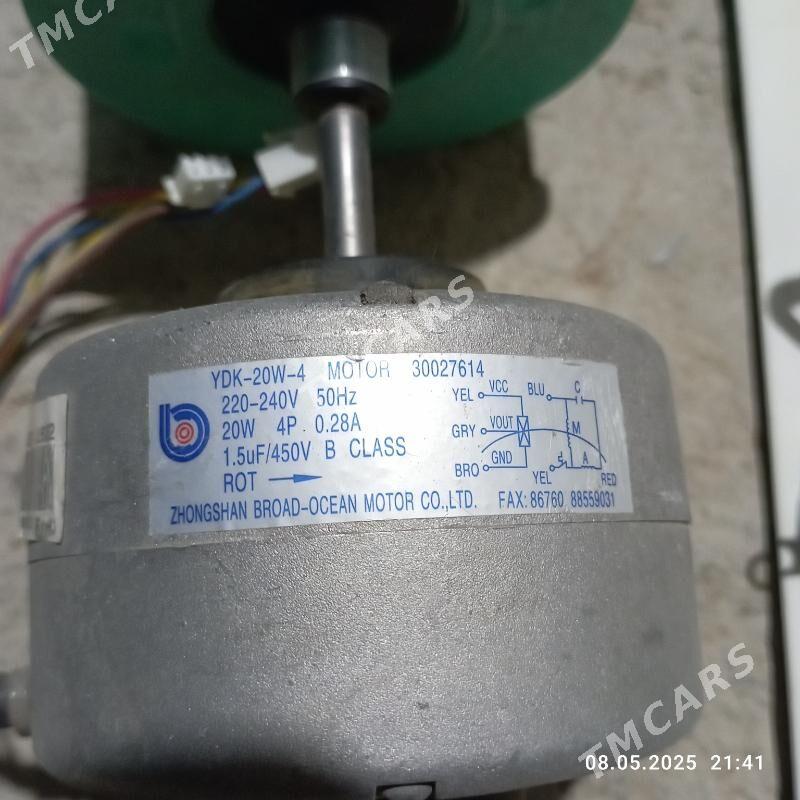 TMCARS
YDK-20W-4 MOTOR 30027614
220-240V 50Hz
20W 4P 0.28A
1.5uF/450V B CLASS
ROT →
ZHONGSHAN BROAD-OCEAN MOTOR CO.,LTD. FAX: 86760 88559031
YEL VCC
GRY VOUT
BRO GND
BLU C
M
YEL A
RED
TMCARS
TMCARS
TMCARS
08.05.2025 21:41